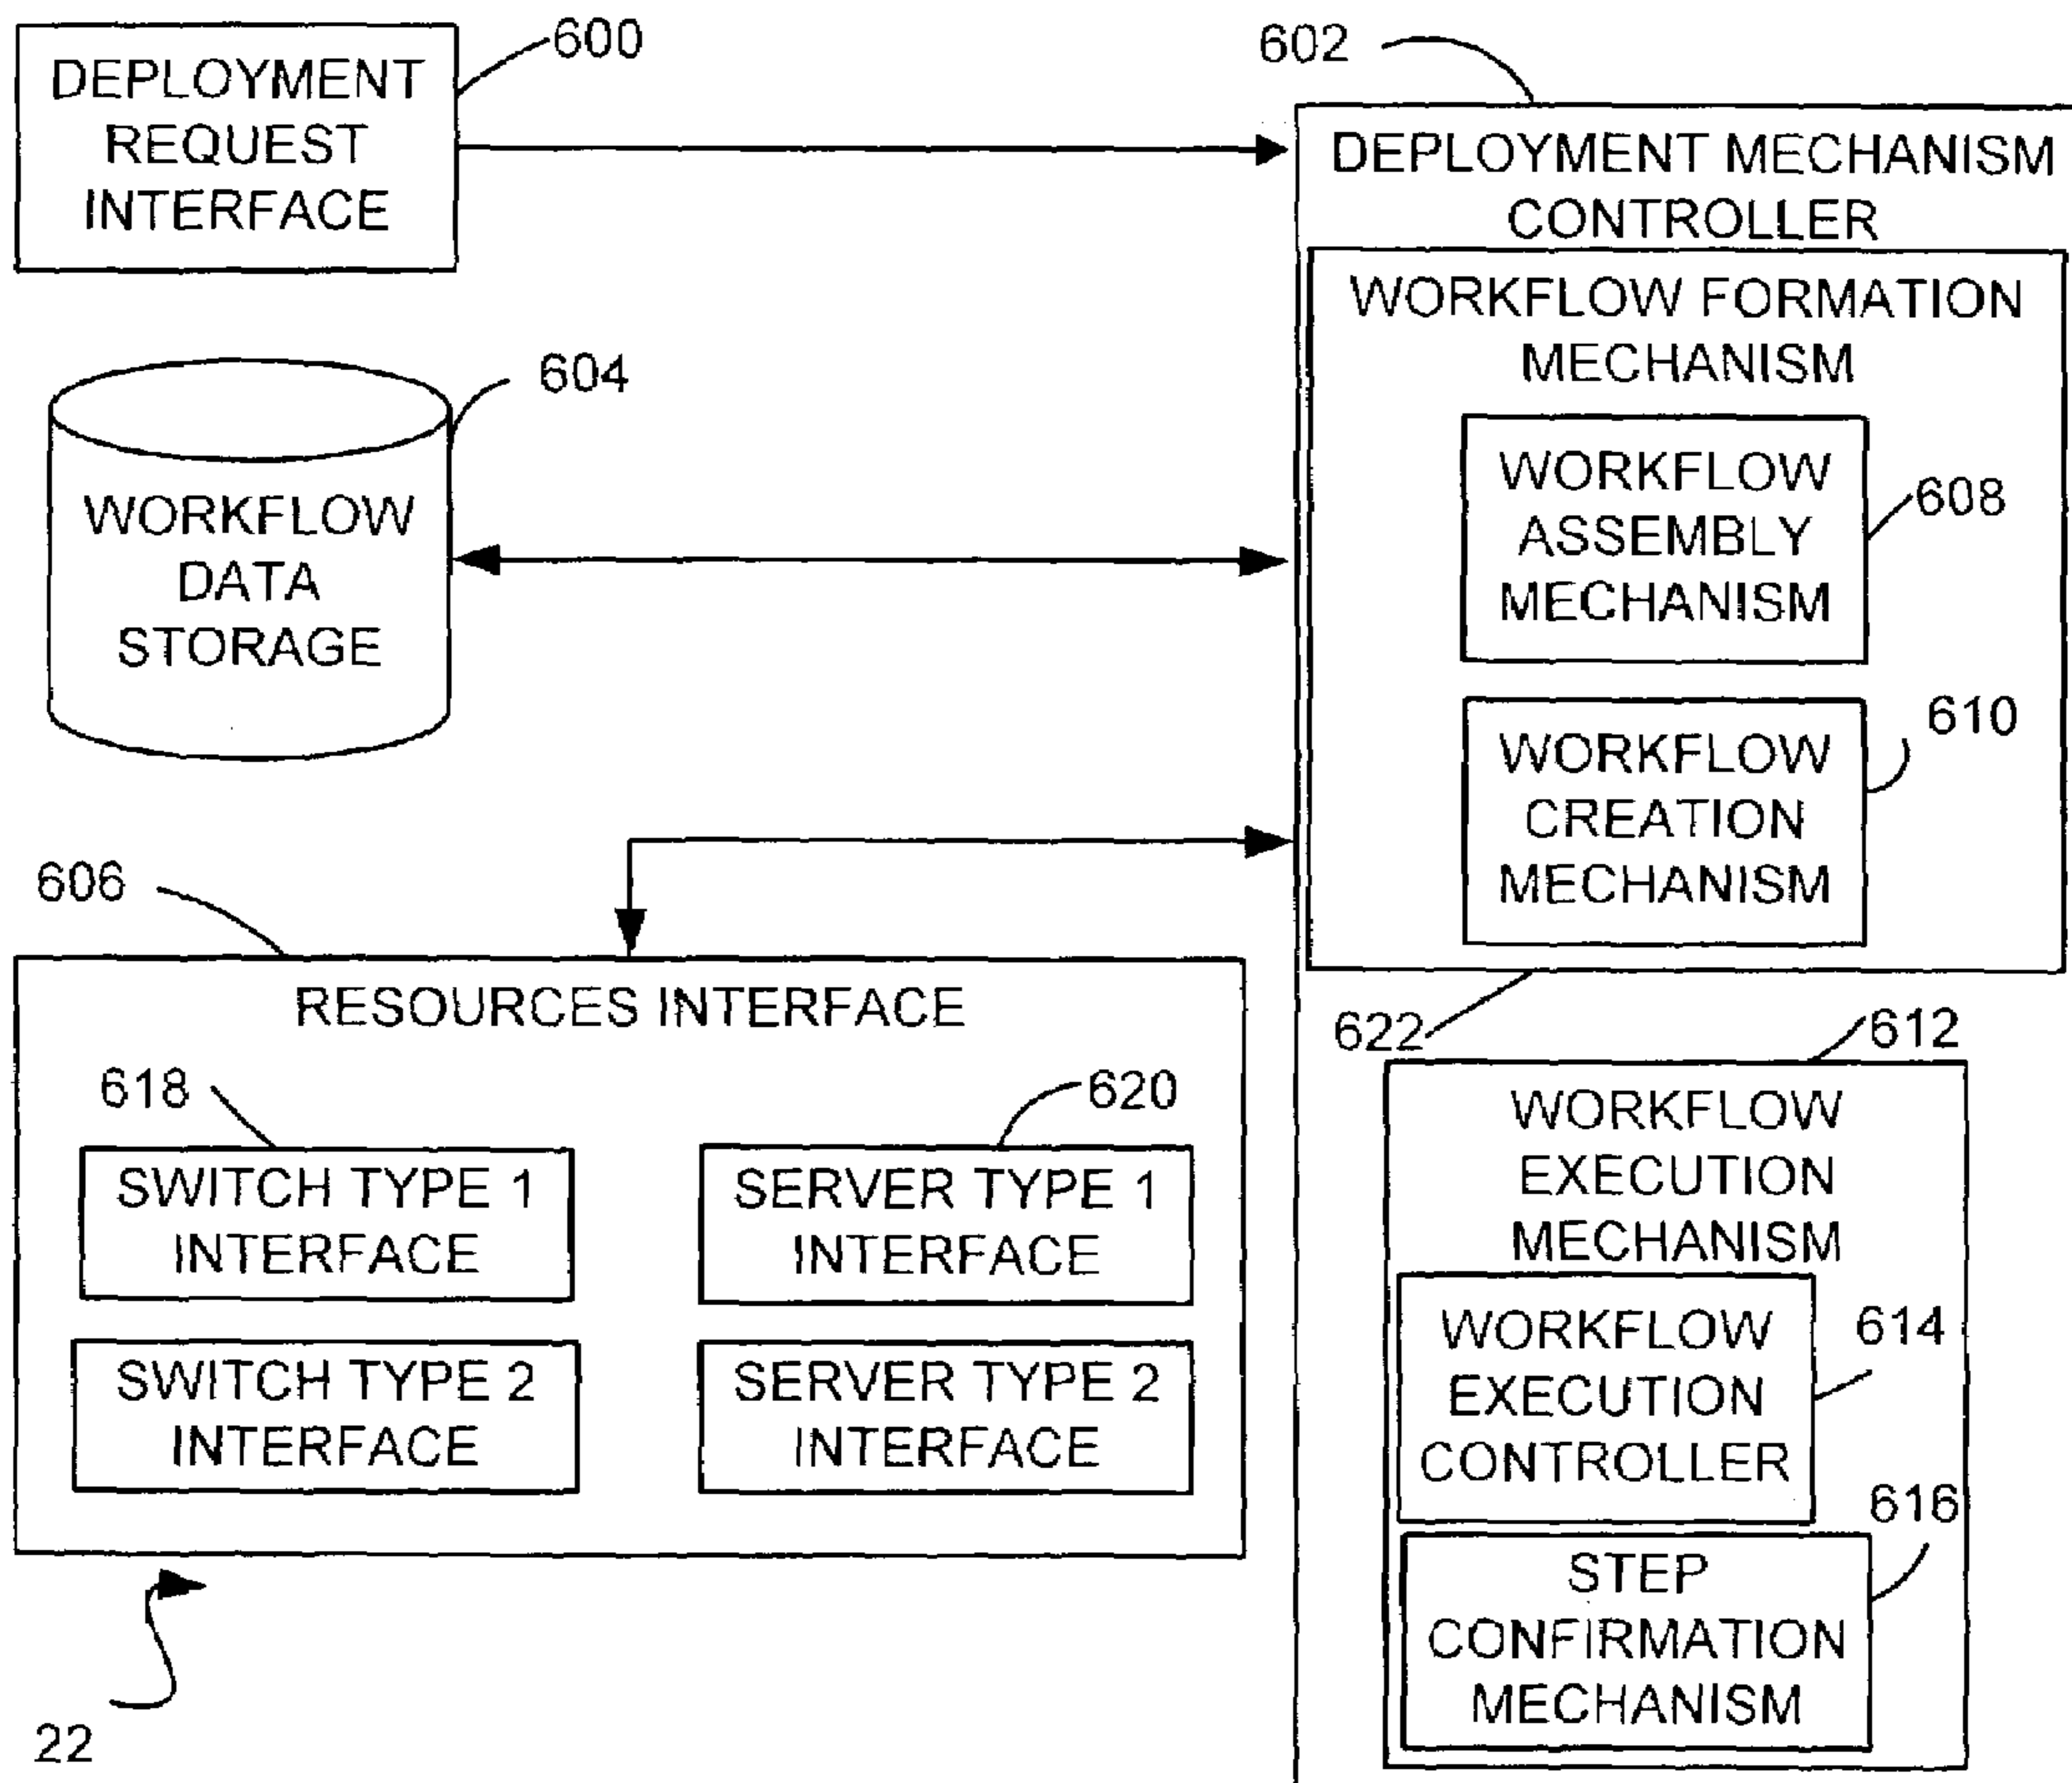 600
DEPLOYMENT
REQUEST
INTERFACE
602
DEPLOYMENT MECHANISM
CONTROLLER
WORKFLOW FORMATION
MECHANISM
604
WORKFLOW
DATA
STORAGE
WORKFLOW
ASSEMBLY
MECHANISM
608
610
WORKFLOW
CREATION
MECHANISM
606
RESOURCES INTERFACE
618
620
SWITCH TYPE 1
INTERFACE
SERVER TYPE 1
INTERFACE
SWITCH TYPE 2
INTERFACE
SERVER TYPE 2
INTERFACE
622
612
WORKFLOW
EXECUTION
MECHANISM
WORKFLOW
EXECUTION
CONTROLLER
614
616
STEP
CONFIRMATION
MECHANISM
22